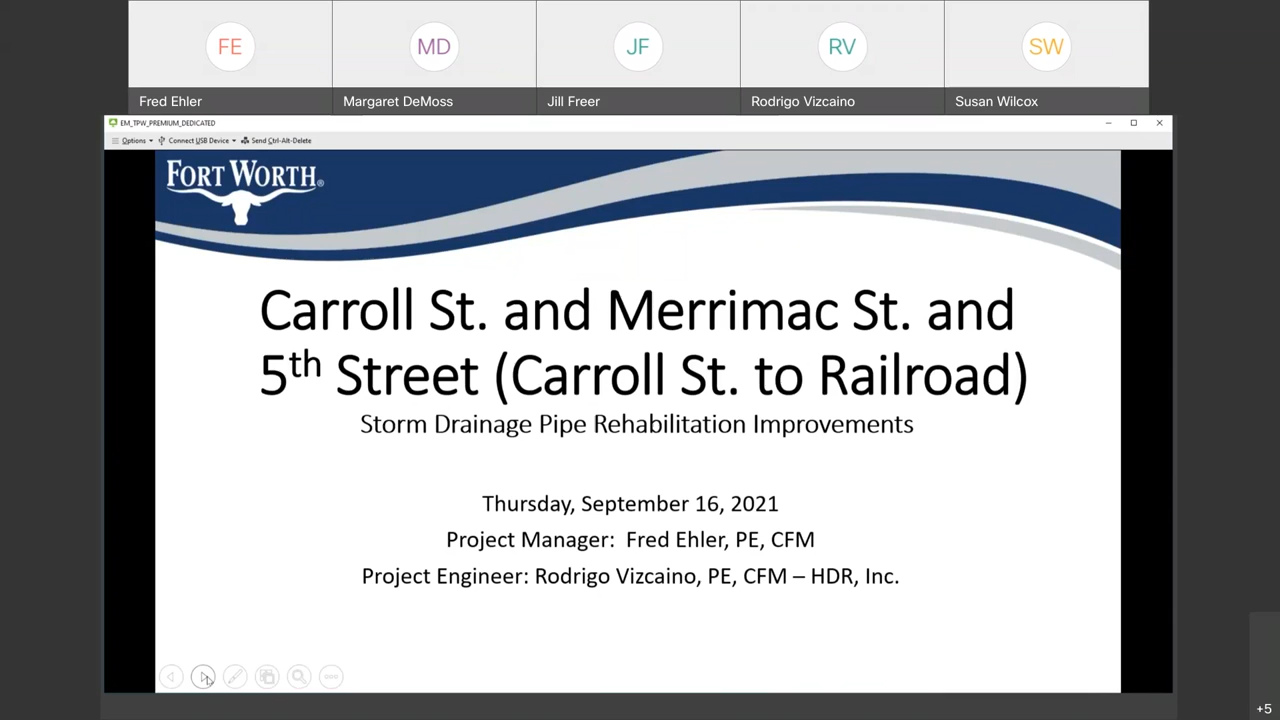 FE
MD
JF
RV
SW
Fred Ehler
Margaret DeMoss
Jill Freer
Rodrigo Vizcaino
Susan Wilcox
EM_TPW_PREMIUM_DEDICATED
Options
Connect USB Device
Send Ctrl-Alt-Delete
FORT WORTH®
Carroll St. and Merrimac St. and
5th Street (Carroll St. to Railroad)
Storm Drainage Pipe Rehabilitation Improvements
Thursday, September 16, 2021
Project Manager: Fred Ehler, PE, CFM
Project Engineer: Rodrigo Vizcaino, PE, CFM – HDR, Inc.
+5